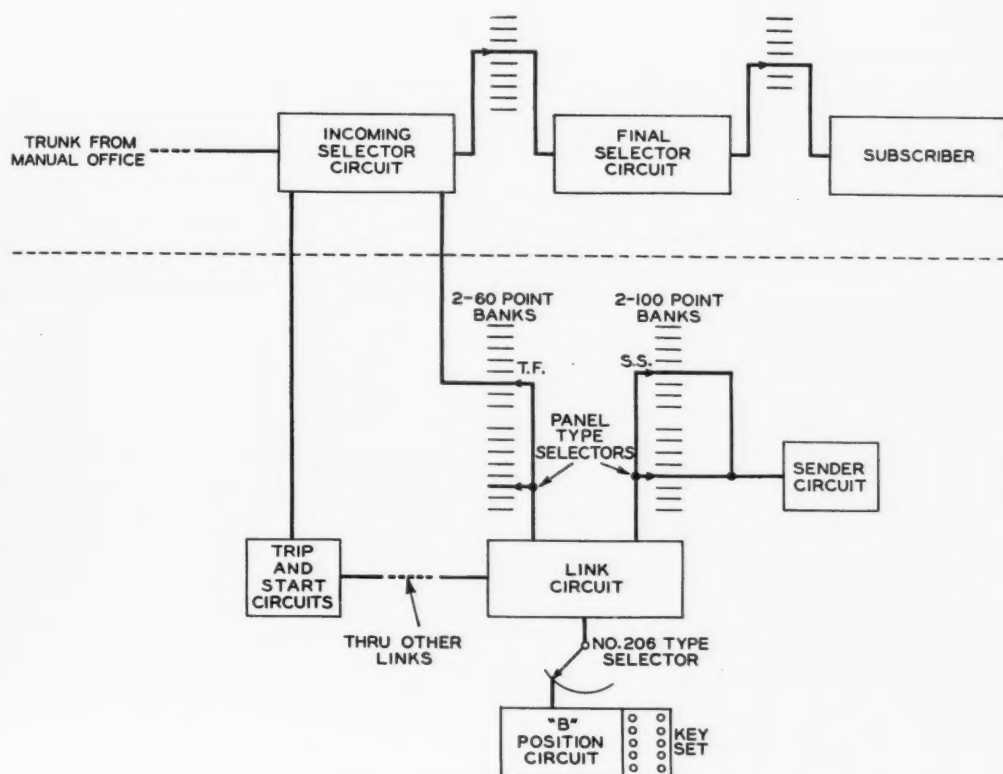 TRUNK FROM
MANUAL OFFICE
INCOMING
SELECTOR
CIRCUIT
FINAL
SELECTOR
CIRCUIT
SUBSCRIBER
2-60 POINT
BANKS
2-100 POINT
BANKS
T.F.
S.S.
PANEL
TYPE
SELECTORS
SENDER
CIRCUIT
TRIP
AND
START
CIRCUITS
LINK
CIRCUIT
THRU OTHER
LINKS
NO. 206 TYPE
SELECTOR
"B"
POSITION
CIRCUIT
KEY
SET